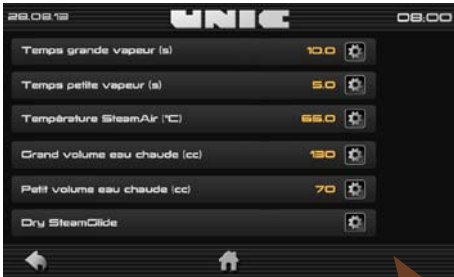 28.08.13 UNIC 08:00
Temps grande vapeur (s) 10.0
Temps petite vapeur (s) 5.0
Température SteamAir (°C) 65.0
Grand volume eau chaude (cc) 130
Petit volume eau chaude (cc) 70
Dry SteamGlide